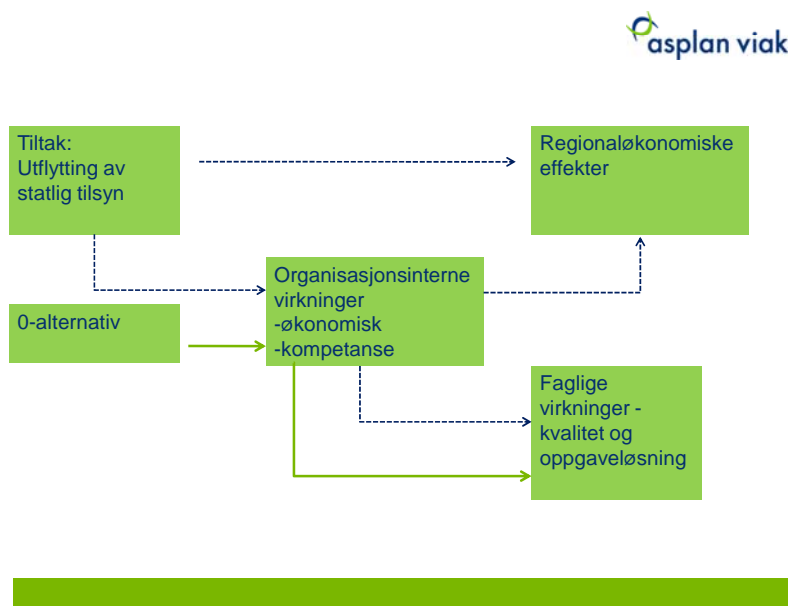 asplan viak
Tiltak:
Utflytting av
statlig tilsyn
Regionaløkonomiske
effekter
Organisasjonsinterne
virkninger
-økonomisk
-kompetanse
0-alternativ
Faglige
virkninger -
kvalitet og
oppgaveløsning